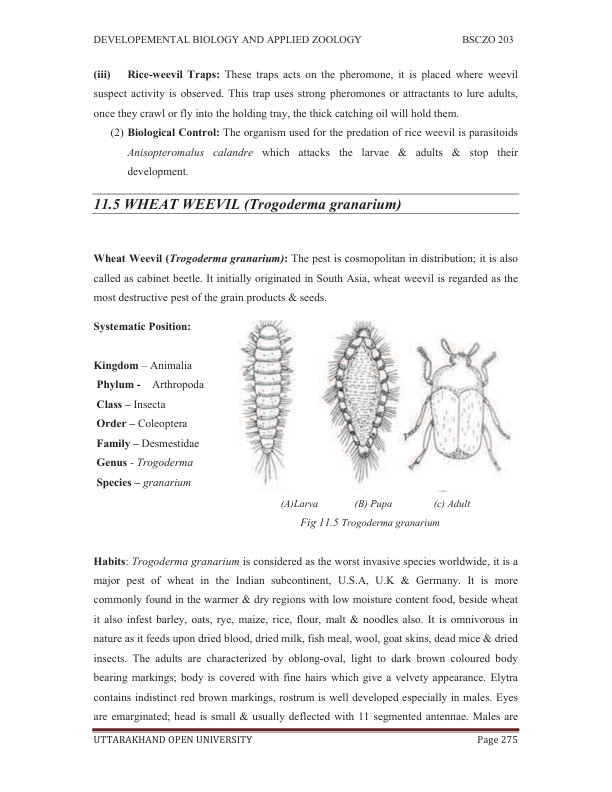 DEVELOPEMENTAL BIOLOGY AND APPLIED ZOOLOGY BSCZO 203
(iii) Rice-weevil Traps: These traps acts on the pheromone, it is placed where weevil
suspect activity is observed. This trap uses strong pheromones or attractants to lure adults,
once they crawl or fly into the holding tray, the thick catching oil will hold them.
(2) Biological Control: The organism used for the predation of rice weevil is parasitoids
Anisopteromalus calandre which attacks the larvae & adults & stop their
development.
11.5 WHEAT WEEVIL (Trogoderma granarium)
Wheat Weevil (Trogoderma granarium): The pest is cosmopolitan in distribution; it is also
called as cabinet beetle. It initially originated in South Asia, wheat weevil is regarded as the
most destructive pest of the grain products & seeds.
Systematic Position:
Kingdom – Animalia
Phylum - Arthropoda
Class – Insecta
Order – Coleoptera
Family – Desmestidae
Genus - Trogoderma
Species – granarium
(A)Larva (B) Pupa (c) Adult
Fig 11.5 Trogoderma granarium
Habits: Trogoderma granarium is considered as the worst invasive species worldwide, it is a
major pest of wheat in the Indian subcontinent, U.S.A, U.K & Germany. It is more
commonly found in the warmer & dry regions with low moisture content food, beside wheat
it also infest barley, oats, rye, maize, rice, flour, malt & noodles also. It is omnivorous in
nature as it feeds upon dried blood, dried milk, fish meal, wool, goat skins, dead mice & dried
insects. The adults are characterized by oblong-oval, light to dark brown coloured body
bearing markings; body is covered with fine hairs which give a velvety appearance. Elytra
contains indistinct red brown markings, rostrum is well developed especially in males. Eyes
are emarginated; head is small & usually deflected with 11 segmented antennae. Males are
UTTARAKHAND OPEN UNIVERSITY Page 275